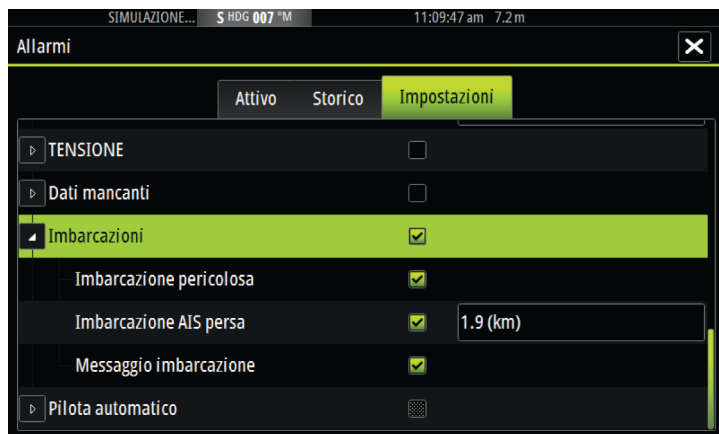 SIMULAZIONE... S HDG 007 °M 11:09:47 am 7.2 m
Allarmi
Attivo Storico Impostazioni
TENSIONE
Dati mancanti
Imbarcazioni
Imbarcazione pericolosa
Imbarcazione AIS persa 1.9 (km)
Messaggio imbarcazione
Pilota automatico